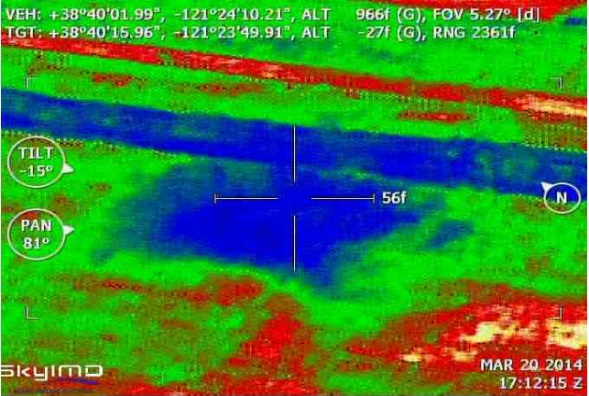 VEH: +38°40'01.99", -121°24'10.21", ALT 966f (G), FOV 5.27° [d]
TGT: +38°40'15.96", -121°23'49.91", ALT -27f (G), RNG 2361f
TILT
-15°
56f
N
PAN
81°
SKYIMD
MAR 20 2014
17:12:15 Z